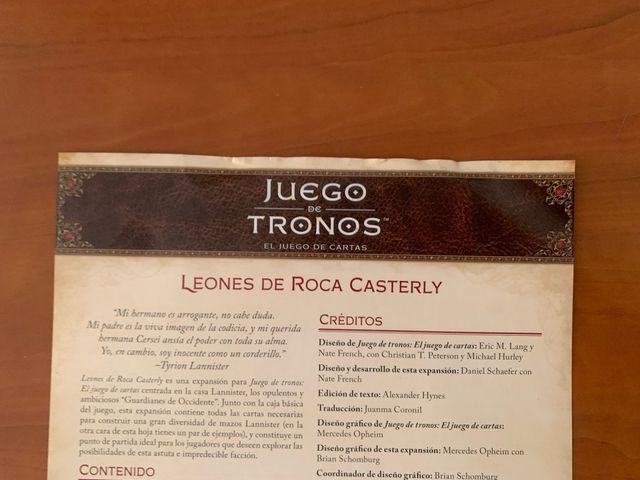 JUEGO
DE
TRONOS™
EL JUEGO DE CARTAS
LEONES DE ROCA CASTERLY
“Mi hermano es arrogante, no cabe duda.
Mi padre es la viva imagen de la codicia, y mi querida
hermana Cersei ansía el poder con toda su alma.
Yo, en cambio, soy inocente como un corderillo.”
–Tyrion Lannister
Leones de Roca Casterly es una expansión para Juego de tronos:
El juego de cartas centrada en la casa Lannister, los opulentos y
ambiciosos “Guardianes de Occidente”. Junto con la caja básica
del juego, esta expansión contiene todas las cartas necesarias
para construir una gran diversidad de mazos Lannister (en la
otra cara de esta hoja tienes un par de ejemplos), y constituye un
punto de partida ideal para los jugadores que deseen explorar las
posibilidades de esta astuta e impredecible facción.
CONTENIDO
CRÉDITOS
Diseño de Juego de tronos: El juego de cartas: Eric M. Lang y
Nate French, con Christian T. Peterson y Michael Hurley
Diseño y desarrollo de esta expansión: Daniel Schaefer con
Nate French
Edición de texto: Alexander Hynes
Traducción: Juanma Coronil
Diseño gráfico de Juego de tronos: El juego de cartas:
Mercedes Opheim
Diseño gráfico de esta expansión: Mercedes Opheim con
Brian Schomburg
Coordinador de diseño gráfico: Brian Schomburg